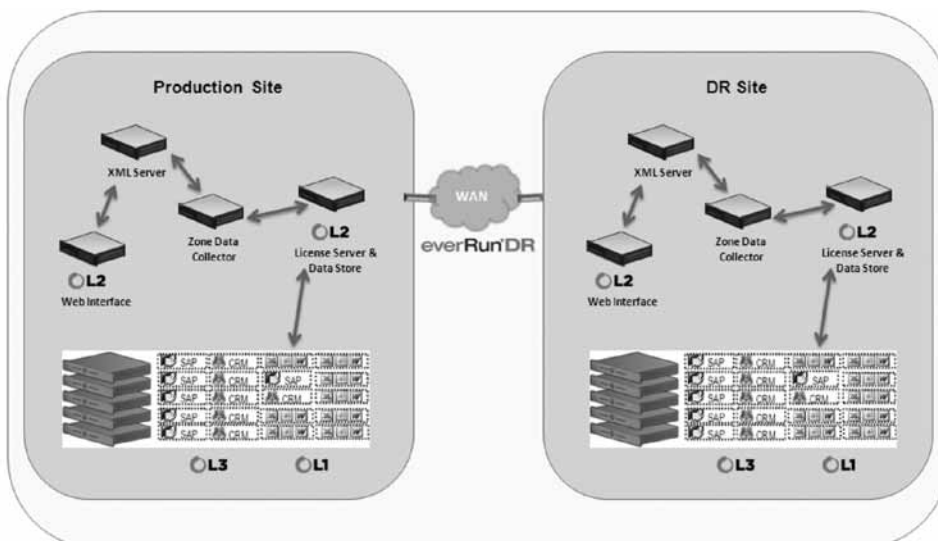 Production Site
XML Server
Zone Data
Collector
L2
License Server &
Data Store
L2
Web Interface
SAP CRM
SAP CRM SAP
SAP CRM CRM
SAP CRM
SAP CRM
L3 L1
WAN
everRun DR
DR Site
XML Server
Zone Data
Collector
L2
License Server &
Data Store
L2
Web Interface
SAP CRM
SAP CRM SAP
SAP CRM CRM
SAP CRM
SAP CRM
L3 L1